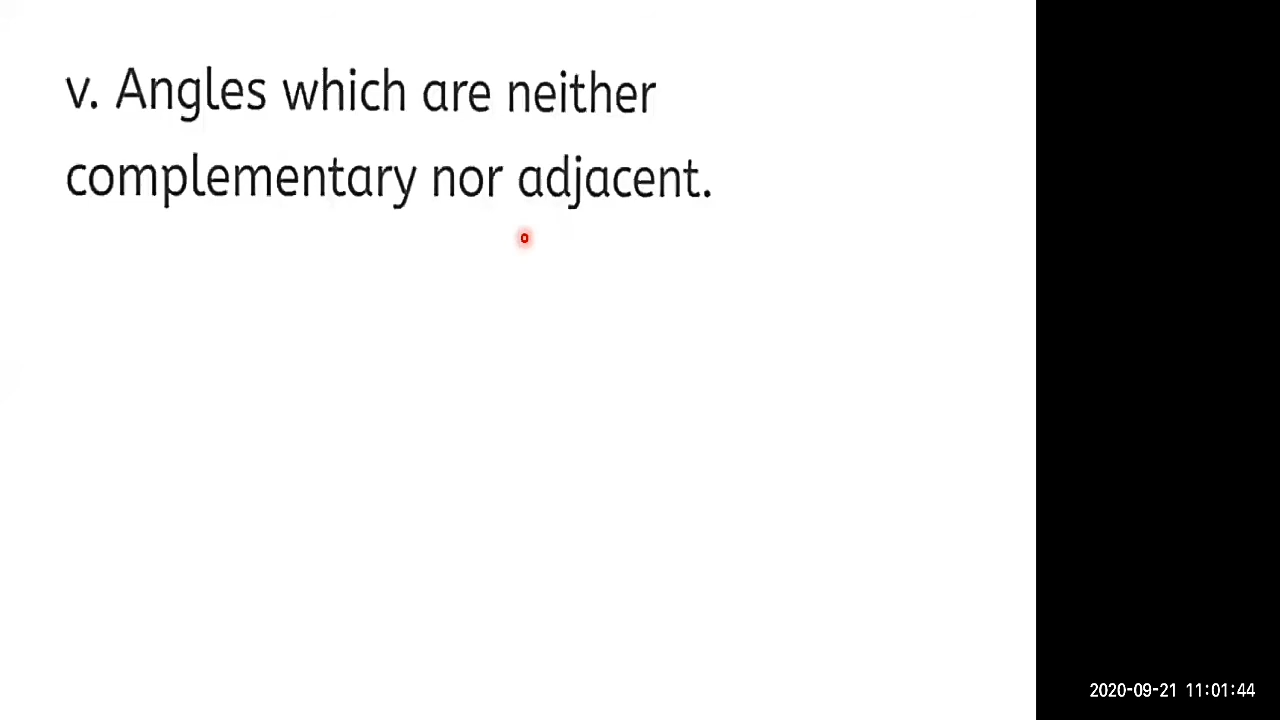 v. Angles which are neither
complementary nor adjacent.
2020-09-21 11:01:44